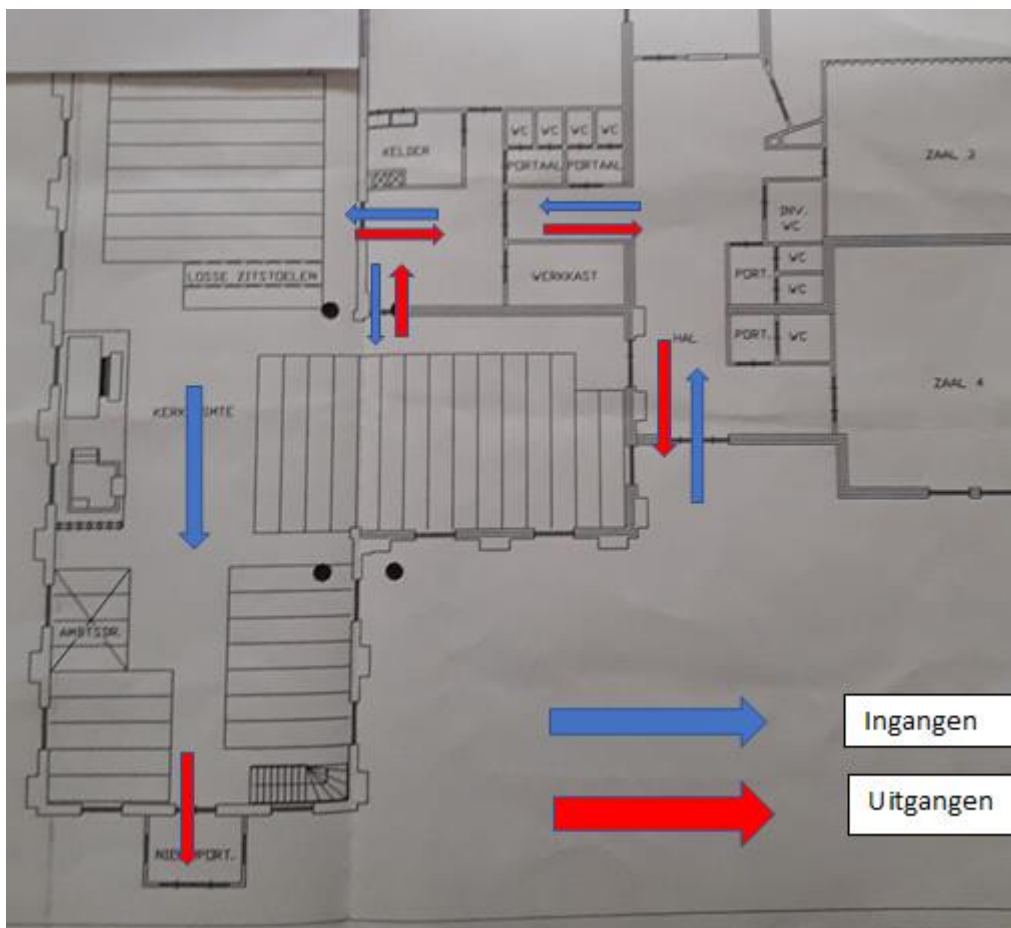 WC WC WC WC
KELDER
PORTAAL PORTAAL
ZAAL 3
INV.
WC
LOSSE ZITSTOELEN
WERKKAST
PORT.
WC
WC
PORT.
WC
HAL
ZAAL 4
AMBTSDR.
Ingangen
Uitgangen